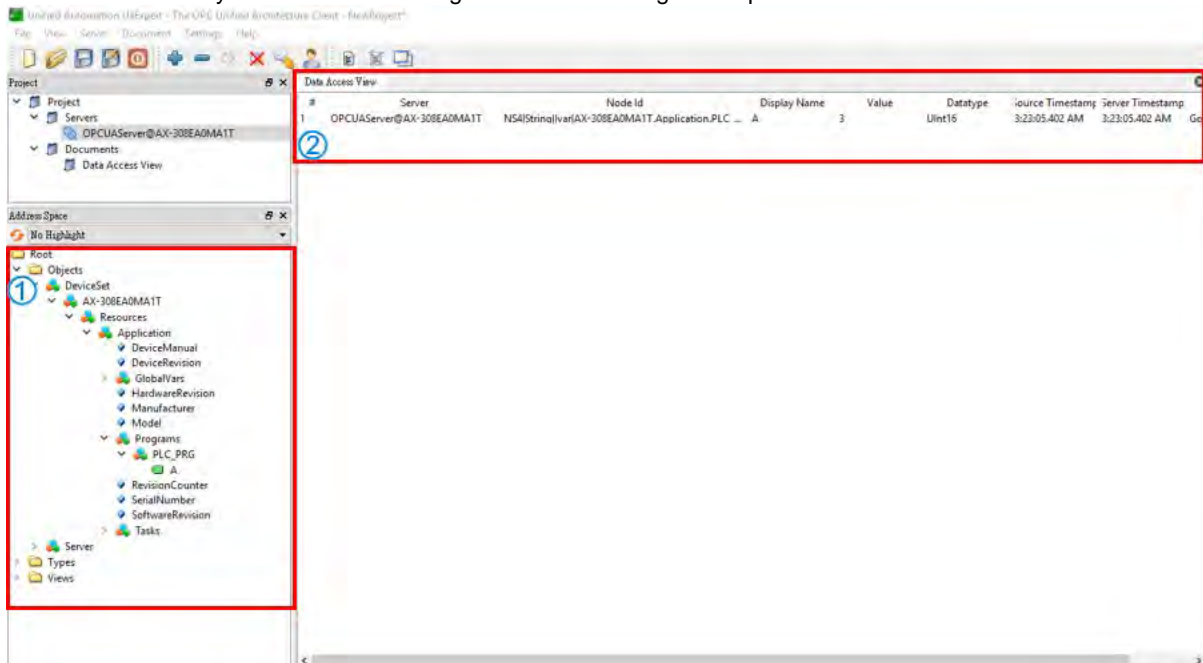 Unified Automation UaExpert - The OPC Unified Architecture Client - NewProject*
File View Server Document Settings Help
Project
Project
Servers
OPCUAServer@AX-308EA0MA1T
Documents
Data Access View
Address Space
No Highlight
Root
Objects
① DeviceSet
AX-308EA0MA1T
Resources
Application
DeviceManual
DeviceRevision
GlobalVars
HardwareRevision
Manufacturer
Model
Programs
PLC_PRG
A
RevisionCounter
SerialNumber
SoftwareRevision
Tasks
Server
Types
Views
Data Access View
# Server Node Id Display Name Value Datatype Source Timestamp Server Timestamp
1 OPCUAServer@AX-308EA0MA1T NS4|String||var|AX-308EA0MA1T.Application.PLC ... A 3 UInt16 3:23:05.402 AM 3:23:05.402 AM
②